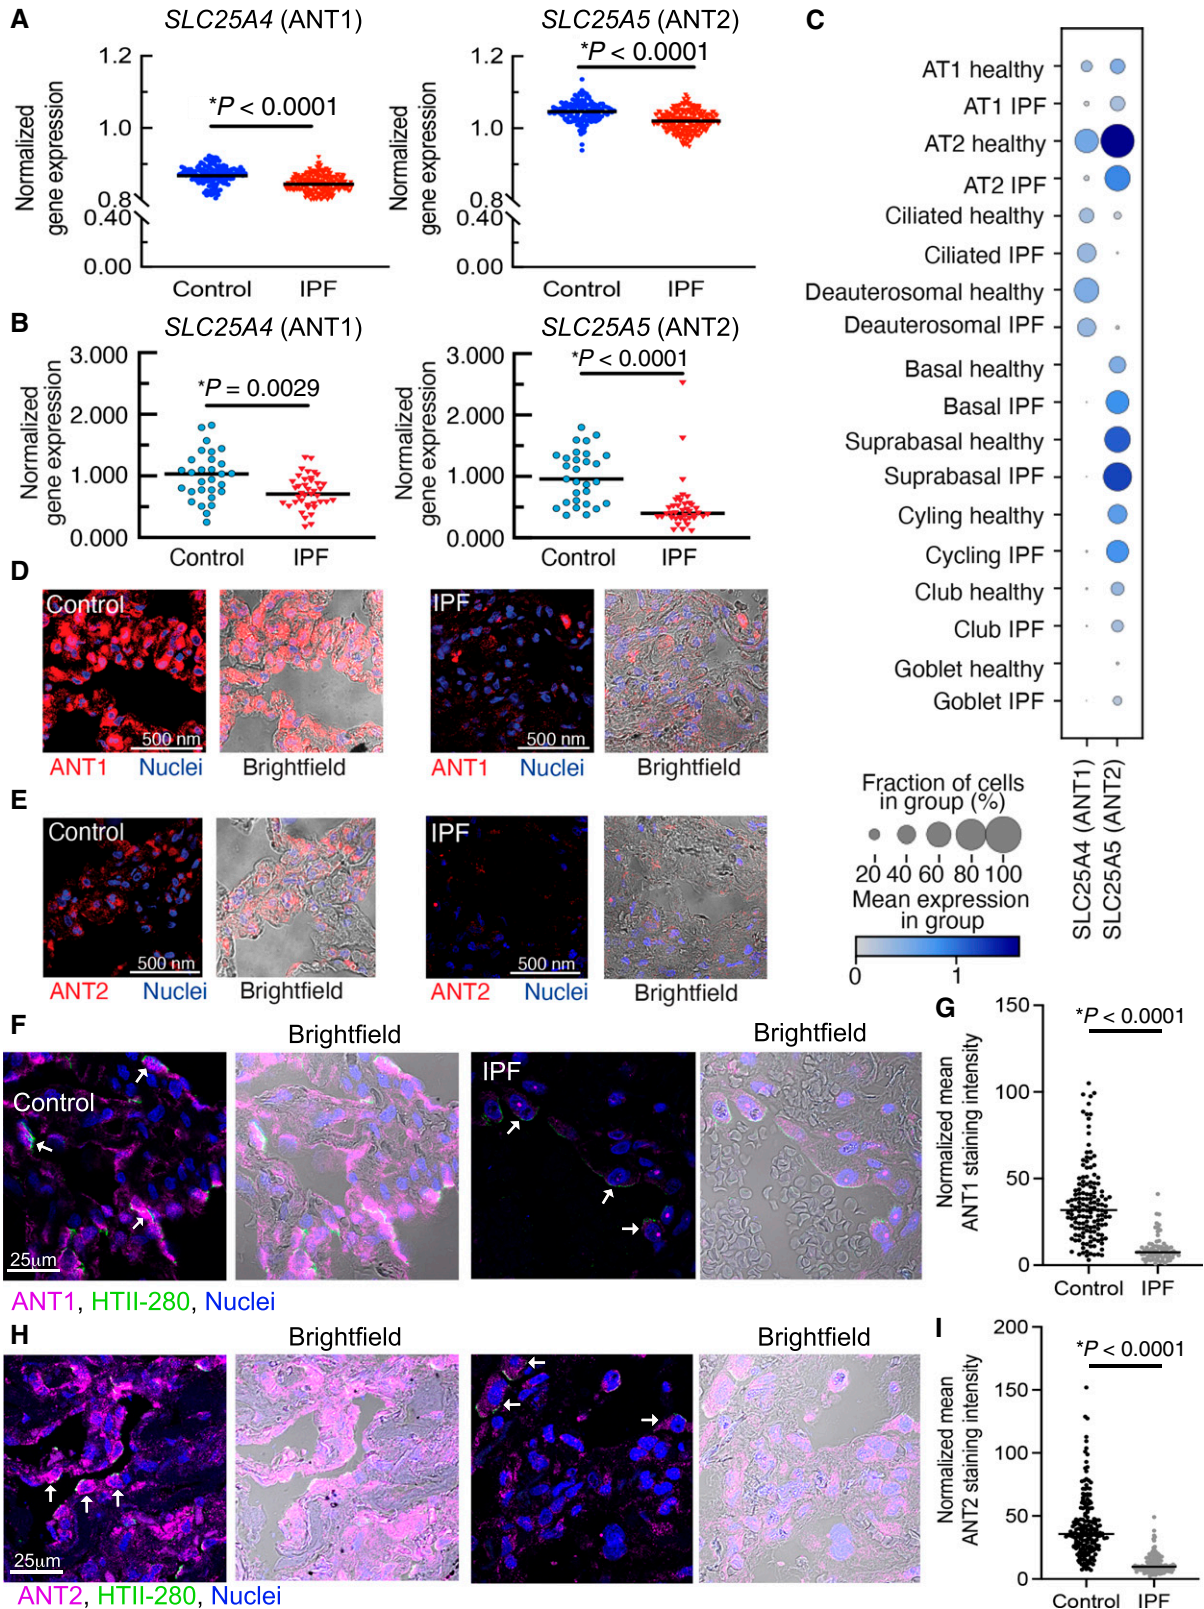 A
SLC25A4 (ANT1)
SLC25A5 (ANT2)
Normalized
gene expression
1.2
1.0
0.8
0.40
0.00
*P < 0.0001
Control
IPF
Normalized
gene expression
1.2
1.0
0.8
0.40
0.00
*P < 0.0001
Control
IPF
B
SLC25A4 (ANT1)
SLC25A5 (ANT2)
Normalized
gene expression
3.000
2.000
1.000
0.000
*P = 0.0029
Control
IPF
Normalized
gene expression
3.000
2.000
1.000
0.000
*P < 0.0001
Control
IPF
C
AT1 healthy
AT1 IPF
AT2 healthy
AT2 IPF
Ciliated healthy
Ciliated IPF
Deauterosomal healthy
Deauterosomal IPF
Basal healthy
Basal IPF
Suprabasal healthy
Suprabasal IPF
Cyling healthy
Cycling IPF
Club healthy
Club IPF
Goblet healthy
Goblet IPF
SLC25A4 (ANT1)
SLC25A5 (ANT2)
Fraction of cells
in group (%)
20 40 60 80 100
Mean expression
in group
0 1
D
Control
500 nm
ANT1 Nuclei Brightfield
IPF
500 nm
ANT1 Nuclei Brightfield
E
Control
500 nm
ANT2 Nuclei Brightfield
IPF
500 nm
ANT2 Nuclei Brightfield
F
Brightfield
Brightfield
Control
25µm
IPF
ANT1, HTII-280, Nuclei
G
Normalized mean
ANT1 staining intensity
150
100
50
0
*P < 0.0001
Control
IPF
H
Brightfield
Brightfield
25µm
ANT2, HTII-280, Nuclei
I
Normalized mean
ANT2 staining intensity
200
150
100
50
0
*P < 0.0001
Control
IPF